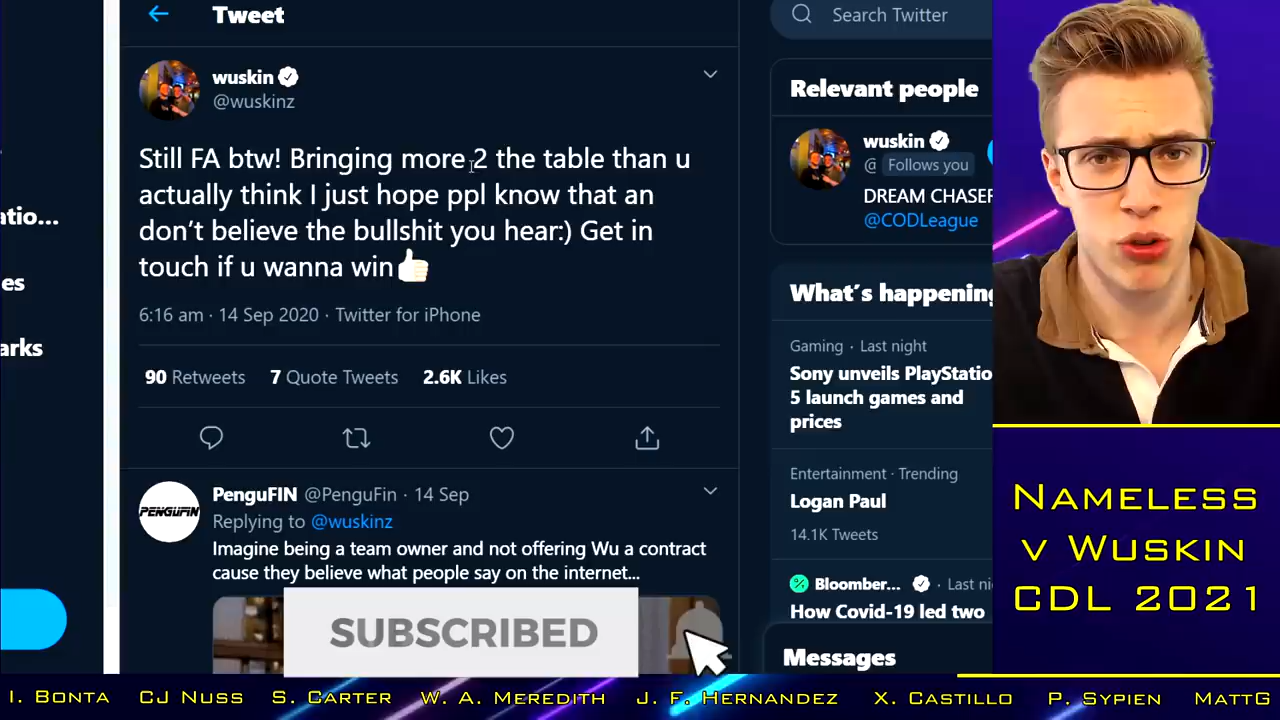 Tweet
Search Twitter
wuskin
@wuskinz
Still FA btw! Bringing more 2 the table than u
actually think I just hope ppl know that an
don't believe the bullshit you hear:) Get in
touch if u wanna win
6:16 am · 14 Sep 2020 · Twitter for iPhone
90 Retweets 7 Quote Tweets 2.6K Likes
PenguFIN @PenguFin · 14 Sep
PENGUFIN
Replying to @wuskinz
Imagine being a team owner and not offering Wu a contract
cause they believe what people say on the internet...
SUBSCRIBED
atio...
es
arks
Relevant people
wuskin
@ Follows you
DREAM CHASER
@CODLeague
What's happening
Gaming · Last night
Sony unveils PlayStatio
5 launch games and
prices
Entertainment · Trending
Logan Paul
14.1K Tweets
Bloomber... · Last ni
How Covid-19 led two
Messages
NAMELESS
V WUSKIN
CDL 2021
I. BONTA CJ NUSS S. CARTER W. A. MEREDITH J. F. HERNANDEZ X. CASTILLO P. SYPIEN MATTG